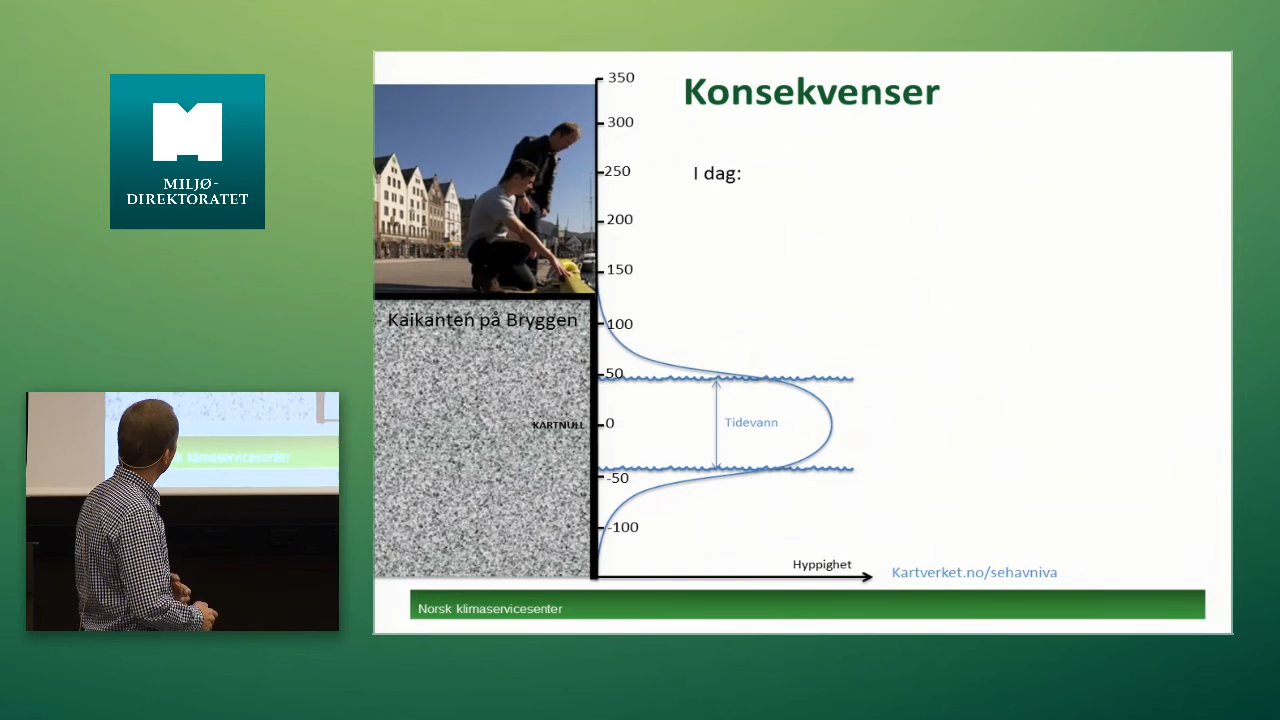 MILJØ-
DIREKTORATET
Konsekvenser
I dag:
350
300
250
200
150
100
50
0
-50
-100
Kaikanten på Bryggen
KARTNULL
Tidevann
Hyppighet
Kartverket.no/sehavniva
Norsk klimaservicesenter
klimaservicesenter